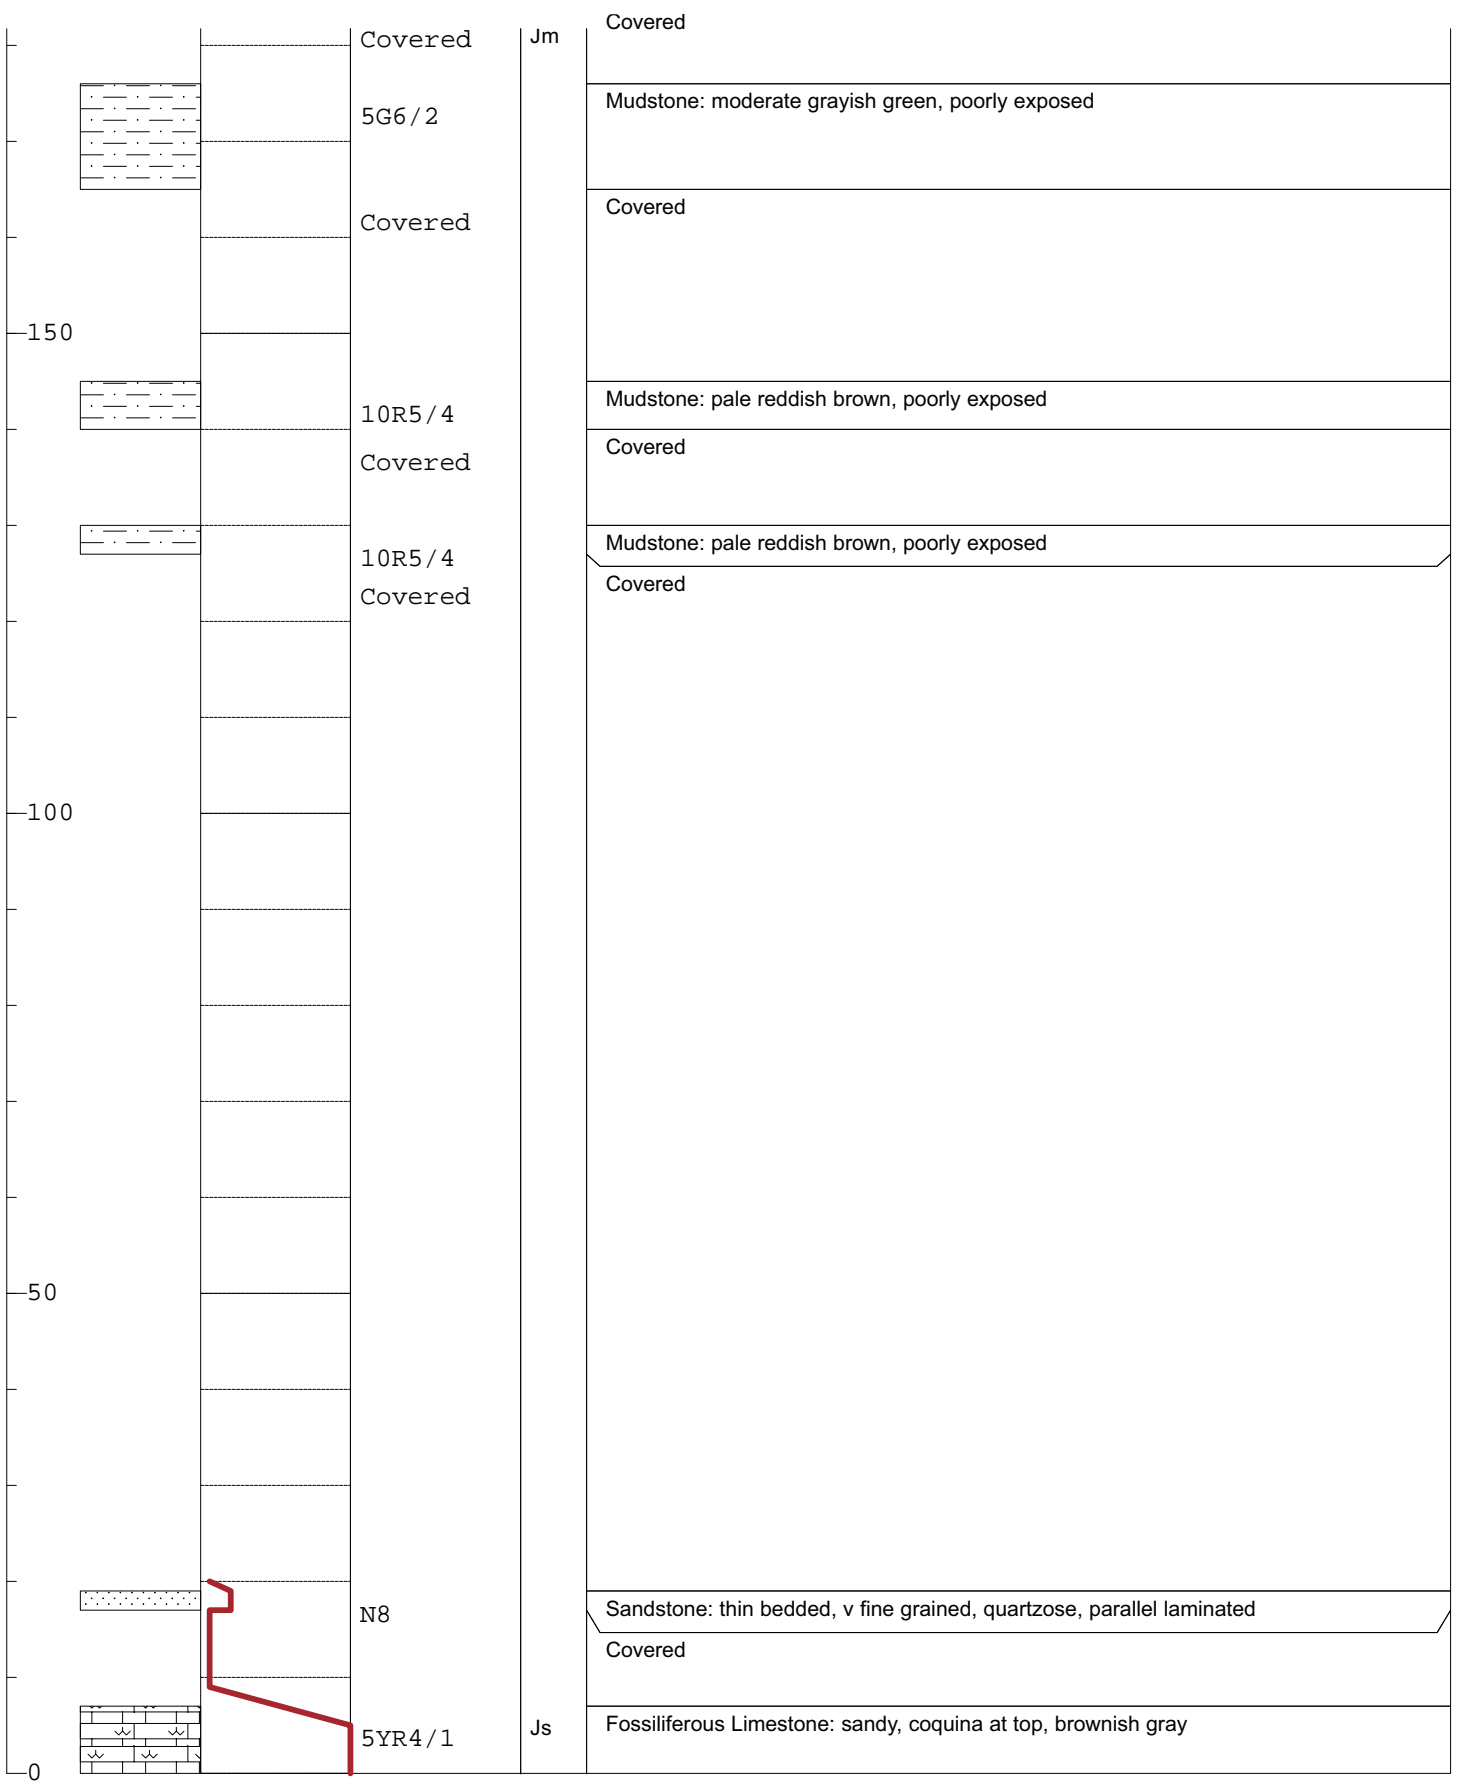 Covered Jm Covered
5G6/2 Mudstone: moderate grayish green, poorly exposed
Covered Covered
150
10R5/4 Mudstone: pale reddish brown, poorly exposed
Covered Covered
10R5/4 Mudstone: pale reddish brown, poorly exposed
Covered Covered
100
50
N8 Sandstone: thin bedded, v fine grained, quartzose, parallel laminated
Covered
5YR4/1 Js Fossiliferous Limestone: sandy, coquina at top, brownish gray
0